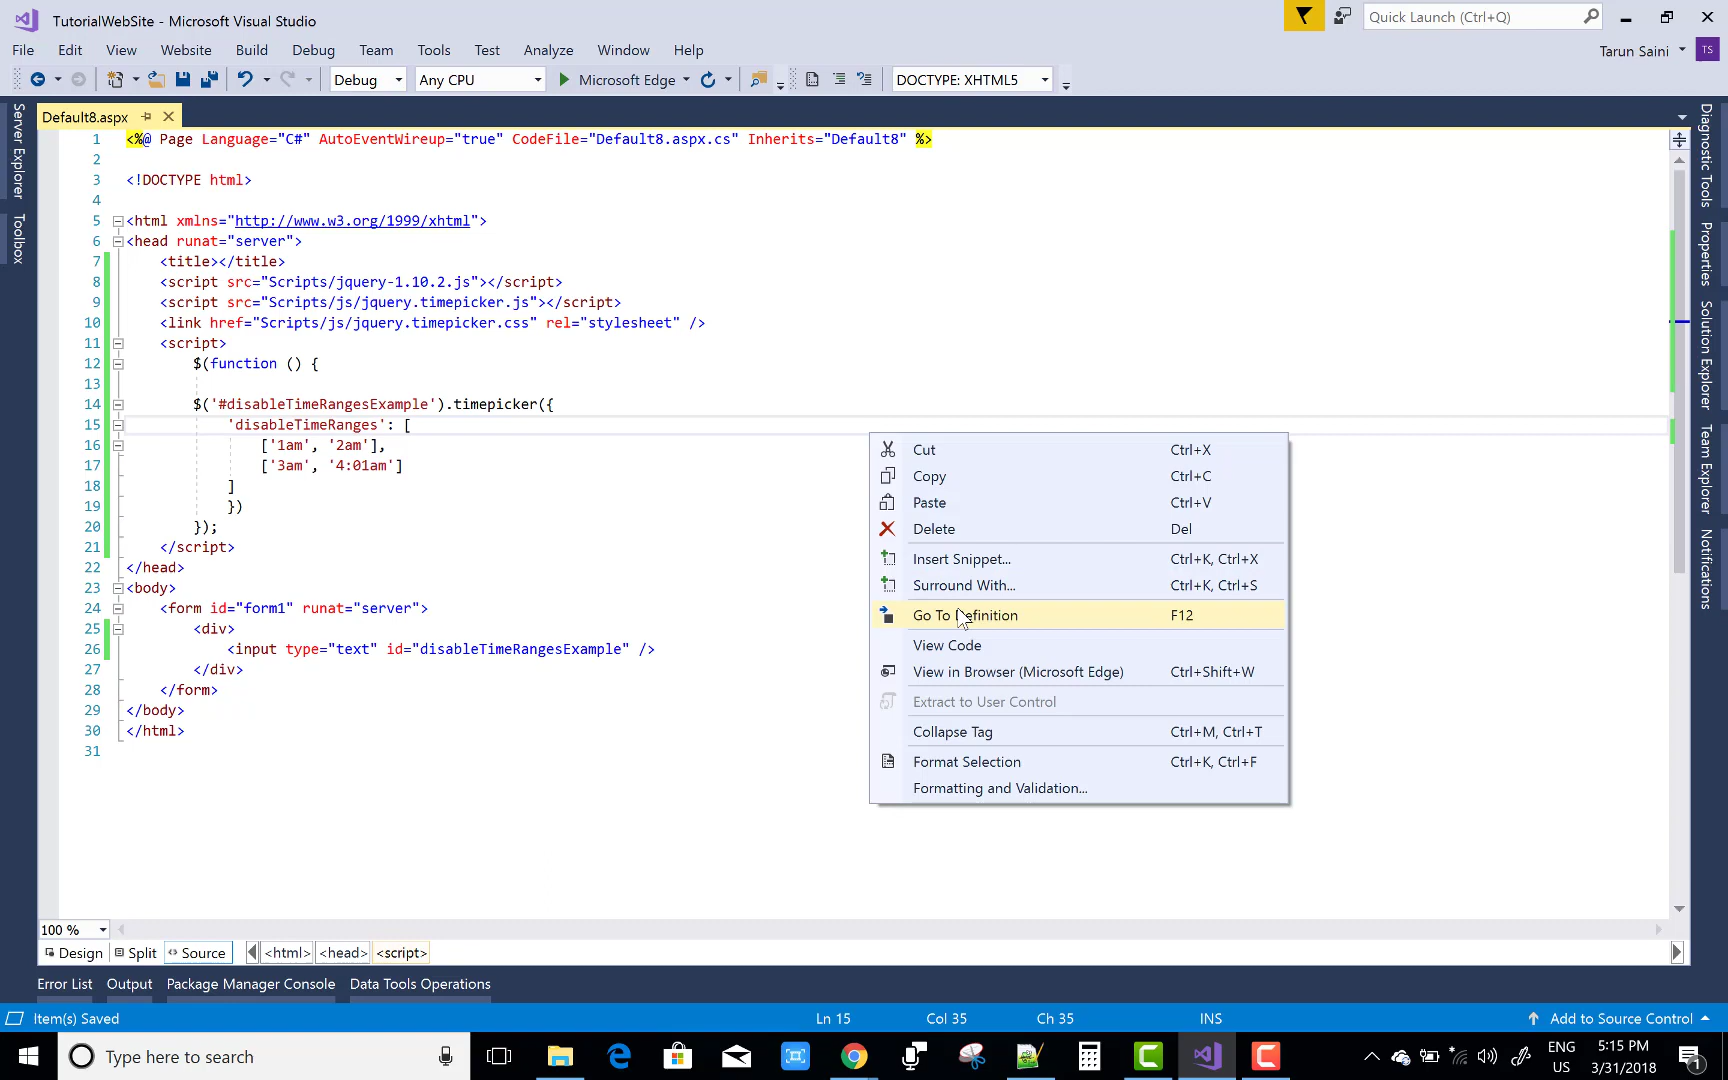 TutorialWebSite - Microsoft Visual Studio
Quick Launch (Ctrl+Q)
File Edit View Website Build Debug Team Tools Test Analyze Window Help
Tarun Saini TS
Debug Any CPU Microsoft Edge DOCTYPE: XHTML5
Server Explorer
Toolbox
Default8.aspx
1 <%@ Page Language="C#" AutoEventWireup="true" CodeFile="Default8.aspx.cs" Inherits="Default8" %>
2
3 <!DOCTYPE html>
4
5 <html xmlns="http://www.w3.org/1999/xhtml">
6 <head runat="server">
7 <title></title>
8 <script src="Scripts/jquery-1.10.2.js"></script>
9 <script src="Scripts/js/jquery.timepicker.js"></script>
10 <link href="Scripts/js/jquery.timepicker.css" rel="stylesheet" />
11 <script>
12 $(function () {
13
14 $('#disableTimeRangesExample').timepicker({
15 'disableTimeRanges': [
16 ['1am', '2am'],
17 ['3am', '4:01am']
18 ]
19 })
20 });
21 </script>
22 </head>
23 <body>
24 <form id="form1" runat="server">
25 <div>
26 <input type="text" id="disableTimeRangesExample" />
27 </div>
28 </form>
29 </body>
30 </html>
31
Cut Ctrl+X
Copy Ctrl+C
Paste Ctrl+V
Delete Del
Insert Snippet... Ctrl+K, Ctrl+X
Surround With... Ctrl+K, Ctrl+S
Go To Definition F12
View Code
View in Browser (Microsoft Edge) Ctrl+Shift+W
Extract to User Control
Collapse Tag Ctrl+M, Ctrl+T
Format Selection Ctrl+K, Ctrl+F
Formatting and Validation...
Diagnostic Tools
Properties
Solution Explorer
Team Explorer
Notifications
100 %
Design Split Source <html> <head> <script>
Error List Output Package Manager Console Data Tools Operations
Item(s) Saved Ln 15 Col 35 Ch 35 INS Add to Source Control
Type here to search
ENG
US
5:15 PM
3/31/2018
1